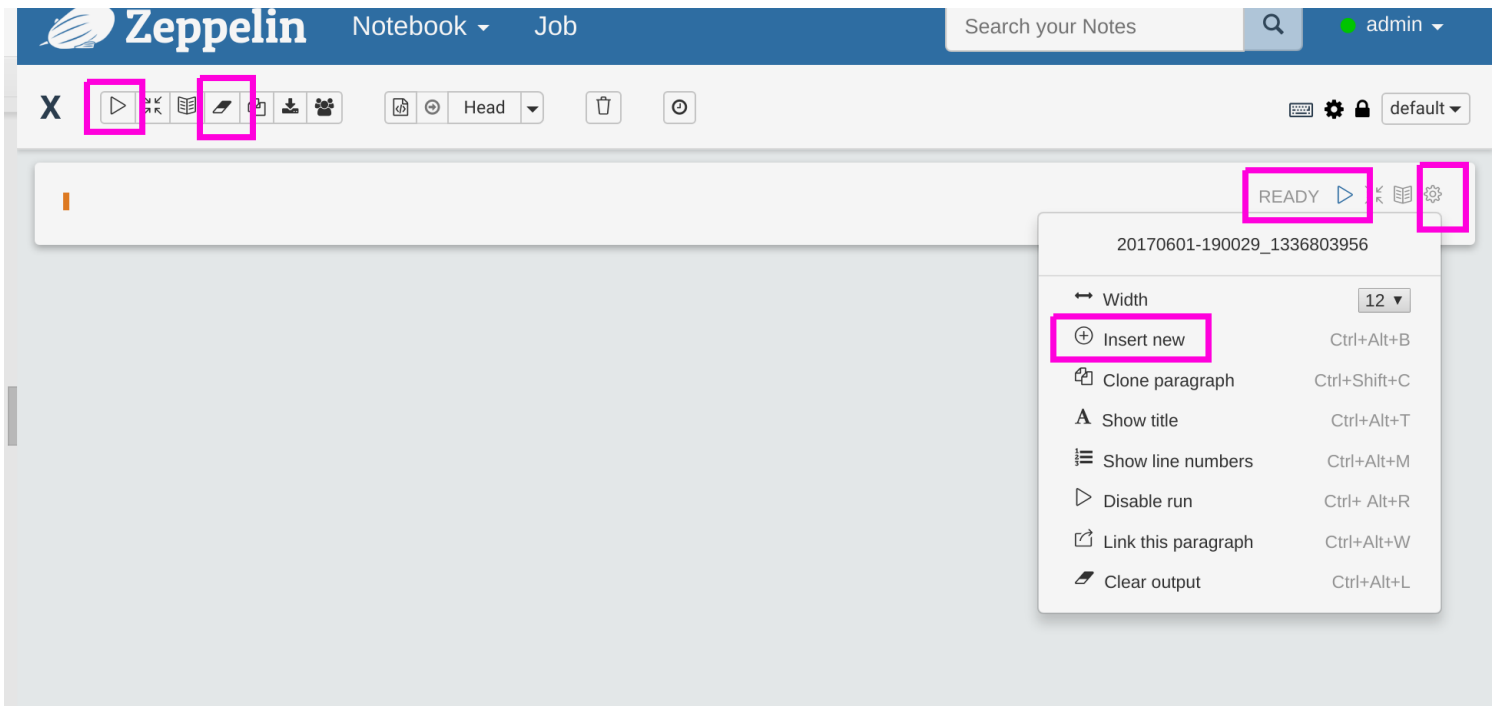 Zeppelin Notebook Job Search your Notes admin
X Head default
READY
20170601-190029_1336803956
Width 12
Insert new Ctrl+Alt+B
Clone paragraph Ctrl+Shift+C
A Show title Ctrl+Alt+T
Show line numbers Ctrl+Alt+M
Disable run Ctrl+ Alt+R
Link this paragraph Ctrl+Alt+W
Clear output Ctrl+Alt+L